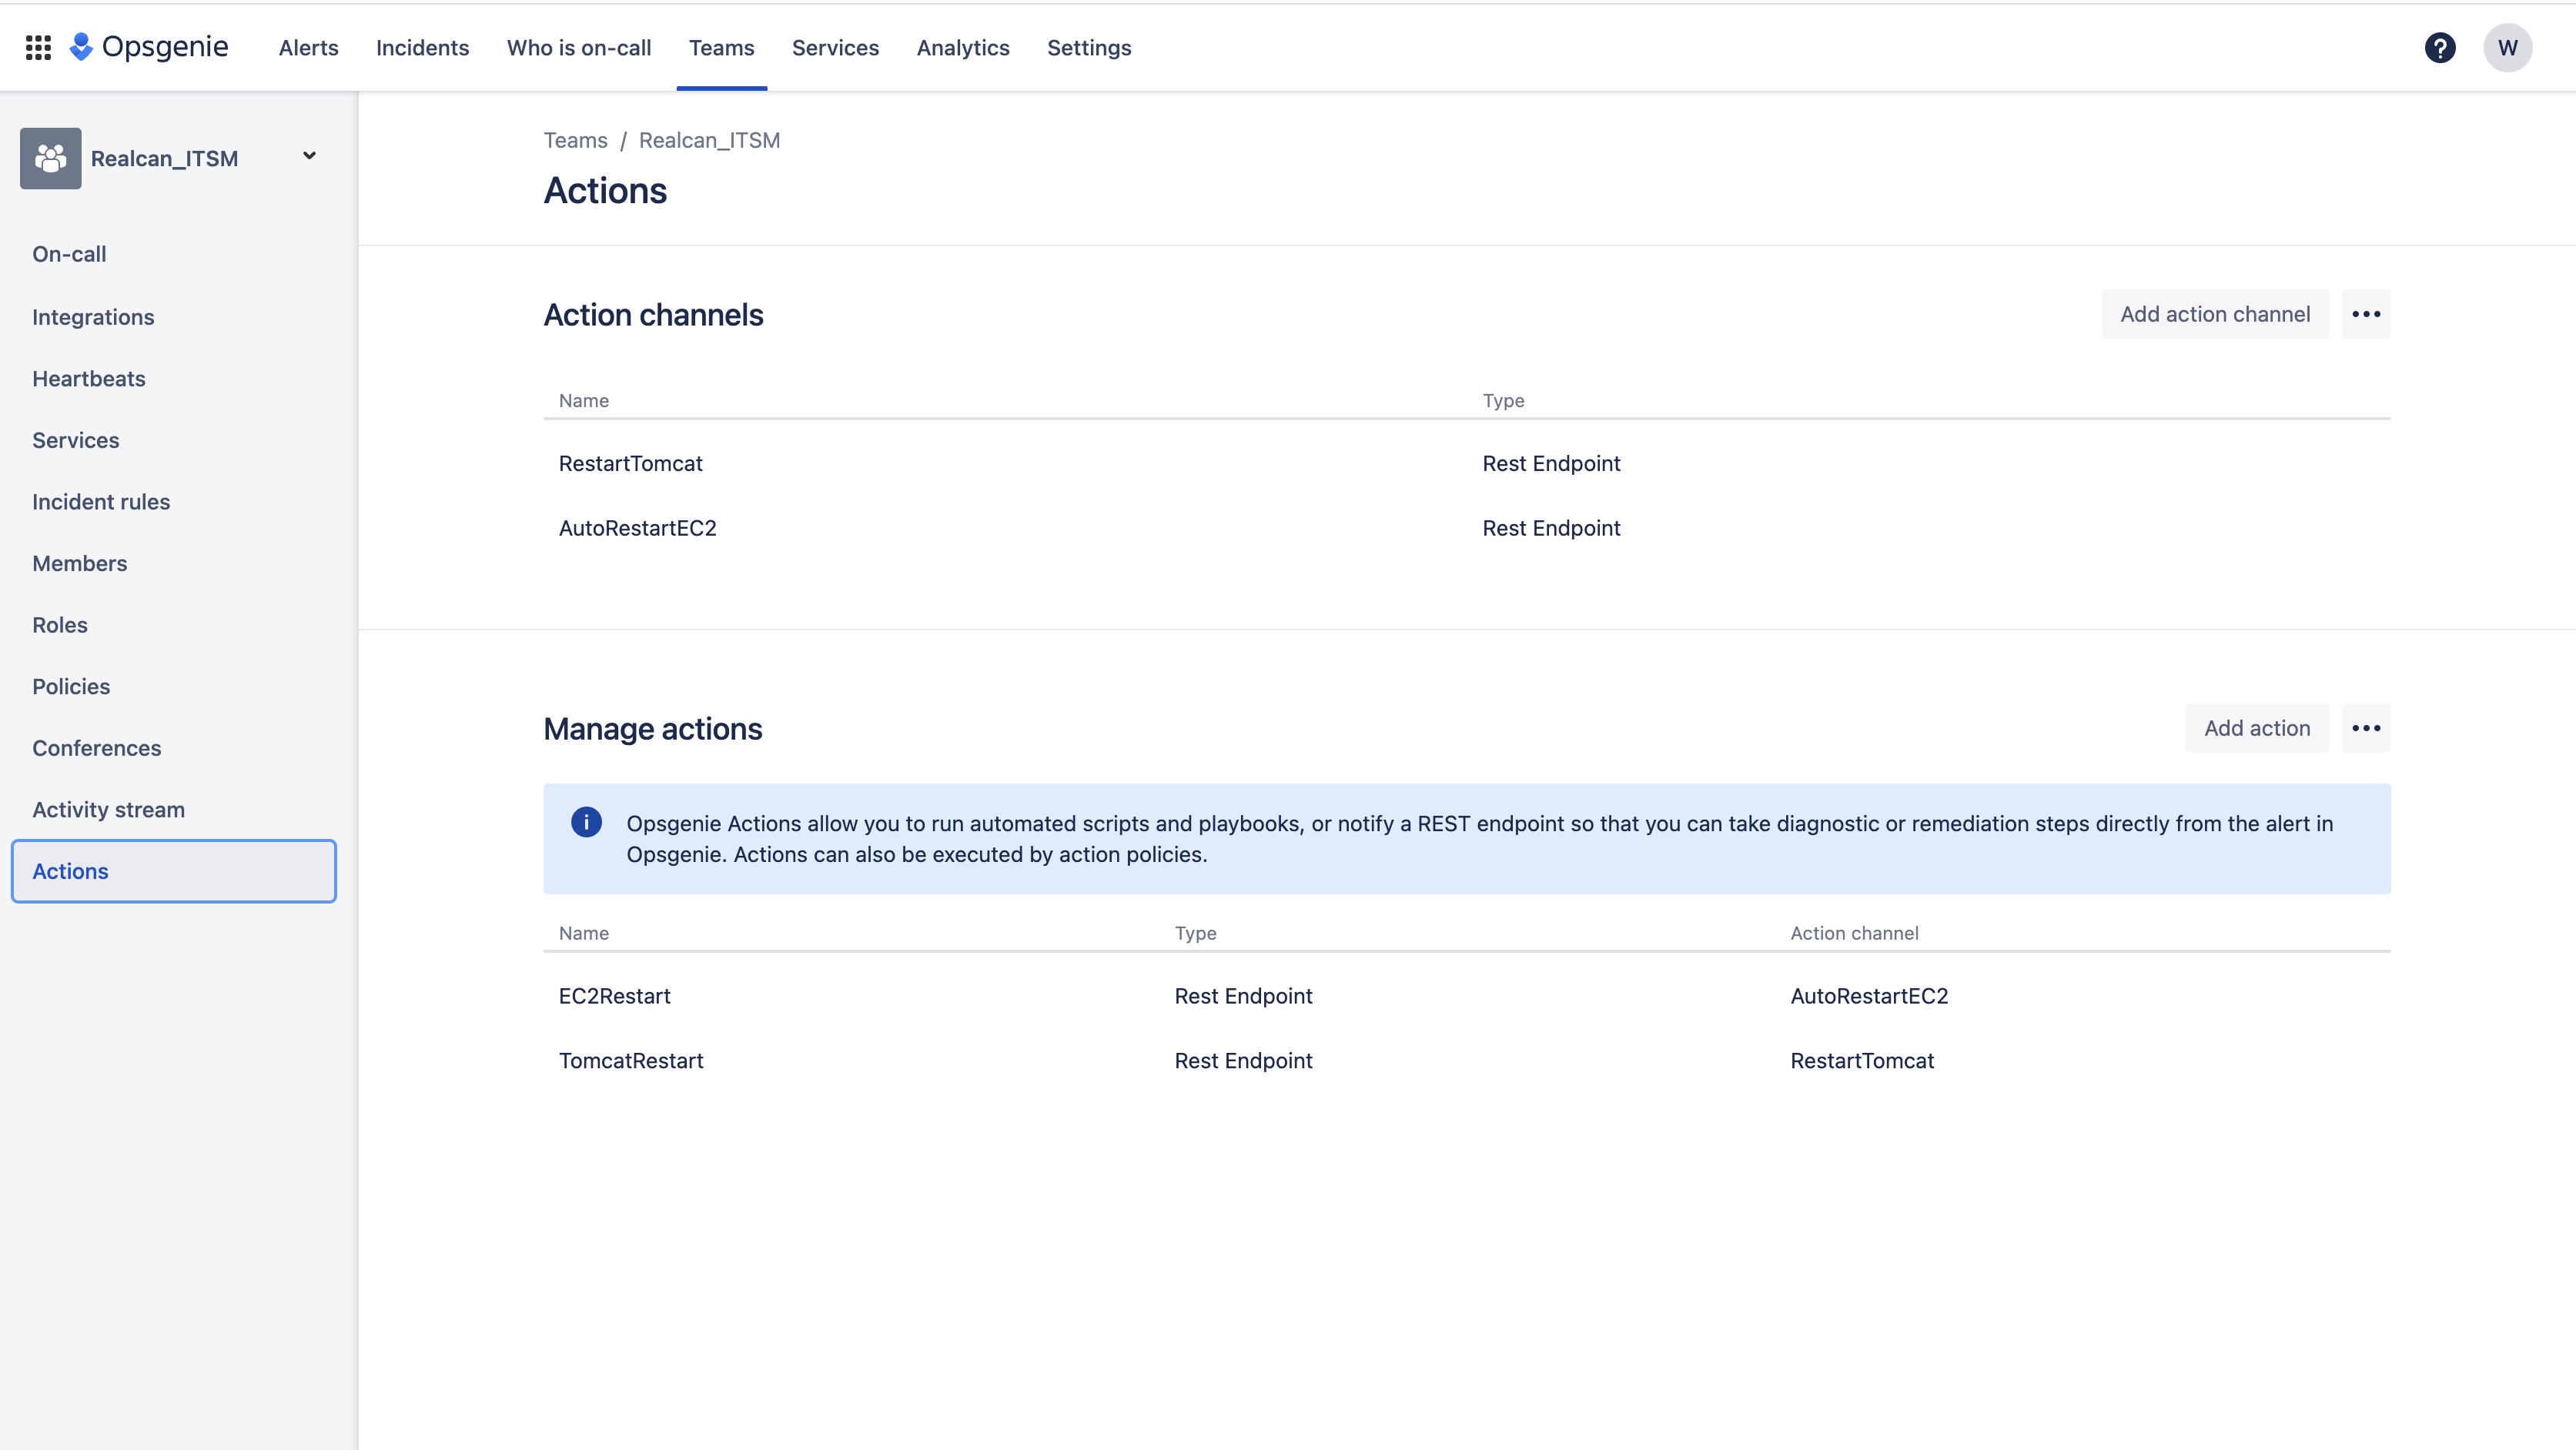 Opsgenie
Alerts
Incidents
Who is on-call
Teams
Services
Analytics
Settings
?
W
Realcan_ITSM
On-call
Integrations
Heartbeats
Services
Incident rules
Members
Roles
Policies
Conferences
Activity stream
Actions
Teams / Realcan_ITSM
Actions
Action channels
Add action channel
•••
Name Type
RestartTomcat Rest Endpoint
AutoRestartEC2 Rest Endpoint
Manage actions
Add action
•••
i
Opsgenie Actions allow you to run automated scripts and playbooks, or notify a REST endpoint so that you can take diagnostic or remediation steps directly from the alert in
Opsgenie. Actions can also be executed by action policies.
Name Type Action channel
EC2Restart Rest Endpoint AutoRestartEC2
TomcatRestart Rest Endpoint RestartTomcat